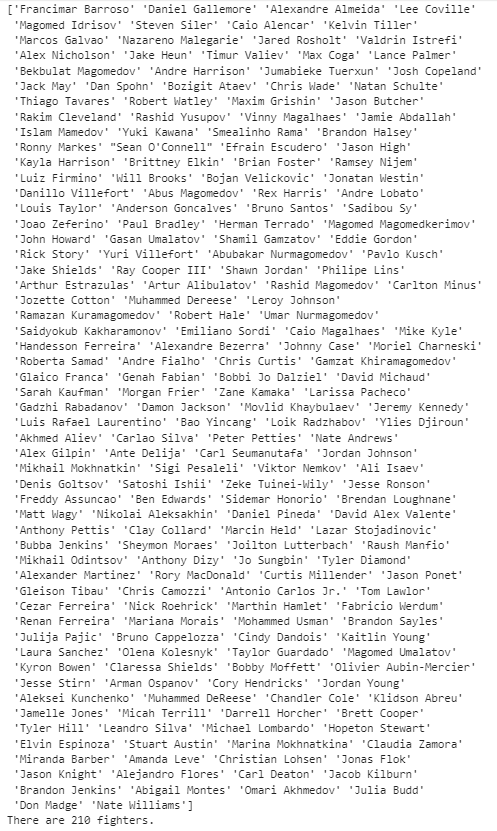 ['Francimar Barroso' 'Daniel Gallemore' 'Alexandre Almeida' 'Lee Coville'
'Magomed Idrisov' 'Steven Siler' 'Caio Alencar' 'Kelvin Tiller'
'Marcos Galvao' 'Nazareno Malegarie' 'Jared Rosholt' 'Valdrin Istrefi'
'Alex Nicholson' 'Jake Heun' 'Timur Valiev' 'Max Coga' 'Lance Palmer'
'Bekbulat Magomedov' 'Andre Harrison' 'Jumabieke Tuerxun' 'Josh Copeland'
'Jack May' 'Dan Spohn' 'Bozigit Ataev' 'Chris Wade' 'Natan Schulte'
'Thiago Tavares' 'Robert Watley' 'Maxim Grishin' 'Jason Butcher'
'Rakim Cleveland' 'Rashid Yusupov' 'Vinny Magalhaes' 'Jamie Abdallah'
'Islam Mamedov' 'Yuki Kawana' 'Smealinho Rama' 'Brandon Halsey'
'Ronny Markes' "Sean O'Connell" 'Efrain Escudero' 'Jason High'
'Kayla Harrison' 'Brittney Elkin' 'Brian Foster' 'Ramsey Nijem'
'Luiz Firmino' 'Will Brooks' 'Bojan Velickovic' 'Jonatan Westin'
'Danillo Villefort' 'Abus Magomedov' 'Rex Harris' 'Andre Lobato'
'Louis Taylor' 'Anderson Goncalves' 'Bruno Santos' 'Sadibou Sy'
'Joao Zeferino' 'Paul Bradley' 'Herman Terrado' 'Magomed Magomedkerimov'
'John Howard' 'Gasan Umalatov' 'Shamil Gamzatov' 'Eddie Gordon'
'Rick Story' 'Yuri Villefort' 'Abubakar Nurmagomedov' 'Pavlo Kusch'
'Jake Shields' 'Ray Cooper III' 'Shawn Jordan' 'Philipe Lins'
'Arthur Estrazulas' 'Artur Alibulatov' 'Rashid Magomedov' 'Carlton Minus'
'Jozette Cotton' 'Muhammed Dereese' 'Leroy Johnson'
'Ramazan Kuramagomedov' 'Robert Hale' 'Umar Nurmagomedov'
'Saidyokub Kakharamonov' 'Emiliano Sordi' 'Caio Magalhaes' 'Mike Kyle'
'Handesson Ferreira' 'Alexandre Bezerra' 'Johnny Case' 'Moriel Charneski'
'Roberta Samad' 'Andre Fialho' 'Chris Curtis' 'Gamzat Khiramagomedov'
'Glaico Franca' 'Genah Fabian' 'Bobbi Jo Dalziel' 'David Michaud'
'Sarah Kaufman' 'Morgan Frier' 'Zane Kamaka' 'Larissa Pacheco'
'Gadzhi Rabadanov' 'Damon Jackson' 'Movlid Khaybulaev' 'Jeremy Kennedy'
'Luis Rafael Laurentino' 'Bao Yincang' 'Loik Radzhabov' 'Ylies Djiroun'
'Akhmed Aliev' 'Carlao Silva' 'Peter Petties' 'Nate Andrews'
'Alex Gilpin' 'Ante Delija' 'Carl Seumanutafa' 'Jordan Johnson'
'Mikhail Mokhnatkin' 'Sigi Pesaleli' 'Viktor Nemkov' 'Ali Isaev'
'Denis Goltsov' 'Satoshi Ishii' 'Zeke Tuinei-Wily' 'Jesse Ronson'
'Freddy Assuncao' 'Ben Edwards' 'Sidemar Honorio' 'Brendan Loughnane'
'Matt Wagy' 'Nikolai Aleksakhin' 'Daniel Pineda' 'David Alex Valente'
'Anthony Pettis' 'Clay Collard' 'Marcin Held' 'Lazar Stojadinovic'
'Bubba Jenkins' 'Sheymon Moraes' 'Joilton Lutterbach' 'Raush Manfio'
'Mikhail Odintsov' 'Anthony Dizy' 'Jo Sungbin' 'Tyler Diamond'
'Alexander Martinez' 'Rory MacDonald' 'Curtis Millender' 'Jason Ponet'
'Gleison Tibau' 'Chris Camozzi' 'Antonio Carlos Jr.' 'Tom Lawlor'
'Cezar Ferreira' 'Nick Roehrick' 'Marthin Hamlet' 'Fabricio Werdum'
'Renan Ferreira' 'Mariana Morais' 'Mohammed Usman' 'Brandon Sayles'
'Julija Pajic' 'Bruno Cappelozza' 'Cindy Dandois' 'Kaitlin Young'
'Laura Sanchez' 'Olena Kolesnyk' 'Taylor Guardado' 'Magomed Umalatov'
'Kyron Bowen' 'Claressa Shields' 'Bobby Moffett' 'Olivier Aubin-Mercier'
'Jesse Stirn' 'Arman Ospanov' 'Cory Hendricks' 'Jordan Young'
'Aleksei Kunchenko' 'Muhammed DeReese' 'Chandler Cole' 'Klidson Abreu'
'Jamelle Jones' 'Micah Terrill' 'Darrell Horcher' 'Brett Cooper'
'Tyler Hill' 'Leandro Silva' 'Michael Lombardo' 'Hopeton Stewart'
'Elvin Espinoza' 'Stuart Austin' 'Marina Mokhnatkina' 'Claudia Zamora'
'Miranda Barber' 'Amanda Leve' 'Christian Lohsen' 'Jonas Flok'
'Jason Knight' 'Alejandro Flores' 'Carl Deaton' 'Jacob Kilburn'
'Brandon Jenkins' 'Abigail Montes' 'Omari Akhmedov' 'Julia Budd'
'Don Madge' 'Nate Williams']
There are 210 fighters.